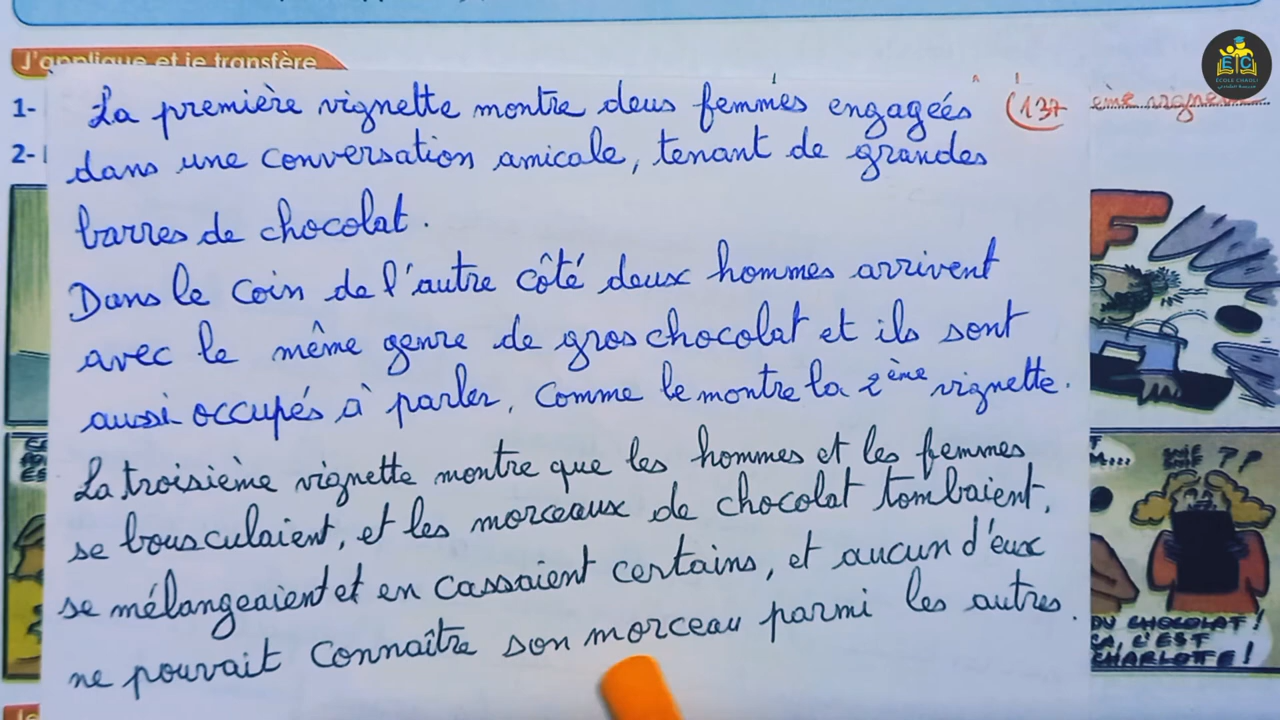 J'applique et je transfère
1-
2-
La première vignette montre deus femmes engagées
(137
ème
dans une conversation amicale, tenant de grandes
barres de chocolat.
Dans le coin de l'autre côté deux hommes arrivent
avec le même genre de gros chocolat et ils sont
aussi occupés à parler, comme le montre la 2ème vignette.
La troisième vignette montre que les hommes et les femmes
se bousculaient, et les morceaux de chocolat tombaient,
se mélangeaient et en cassaient certains, et aucun d'eux
ne pouvait connaître son morceau parmi les autres.
F
M... ??
DU CHOCOLAT!
ÇA, C'EST
CHARLOTTE!
EC
ECOLE CHADLI